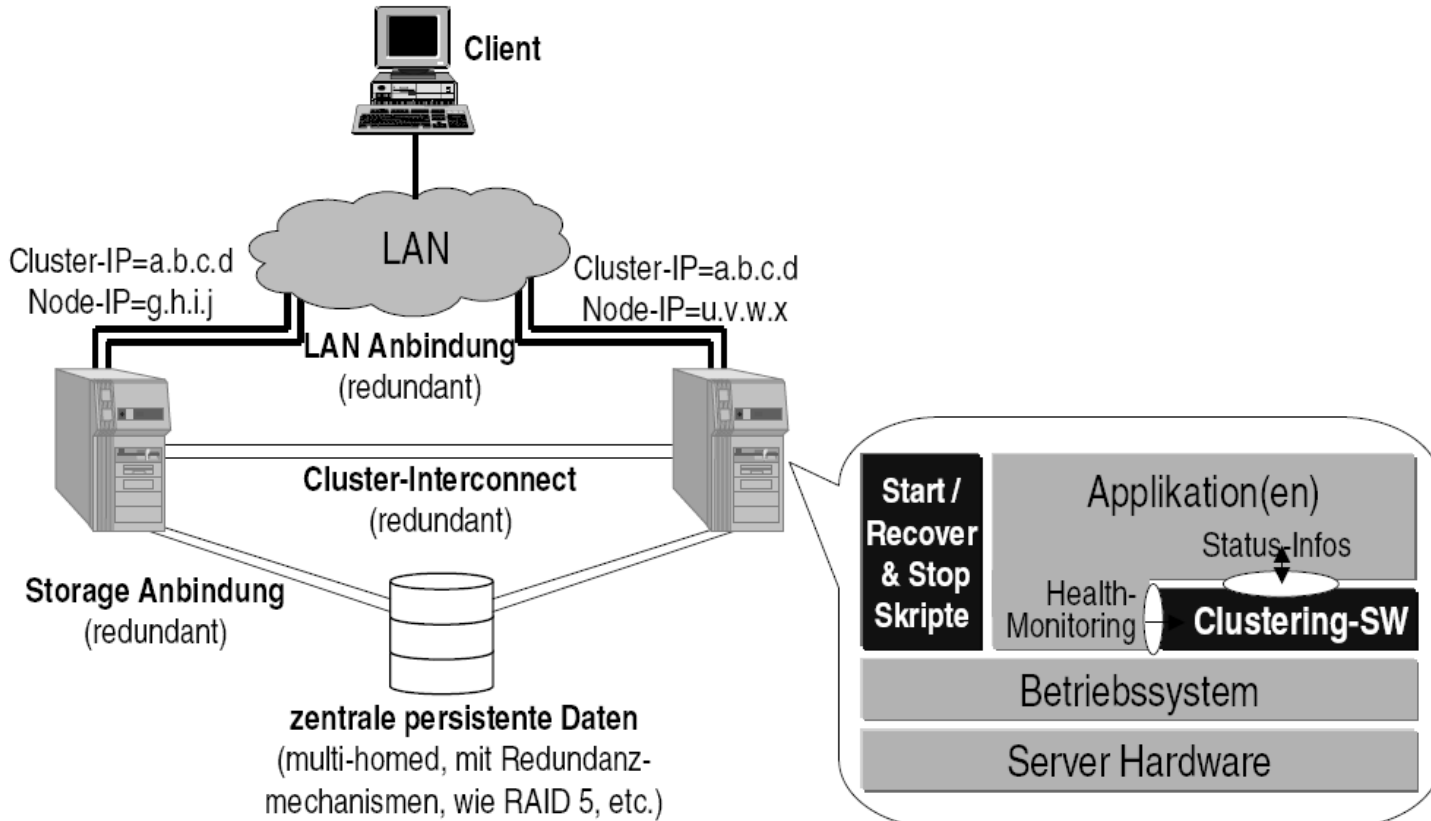 Client
LAN
Cluster-IP=a.b.c.d
Node-IP=g.h.i.j
Cluster-IP=a.b.c.d
Node-IP=u.v.w.x
LAN Anbindung
(redundant)
Cluster-Interconnect
(redundant)
Storage Anbindung
(redundant)
zentrale persistente Daten
(multi-homed, mit Redundanz-
mechanismen, wie RAID 5, etc.)
Start /
Recover
& Stop
Skripte
Applikation(en)
Status-Infos
Health-
Monitoring
Clustering-SW
Betriebssystem
Server Hardware